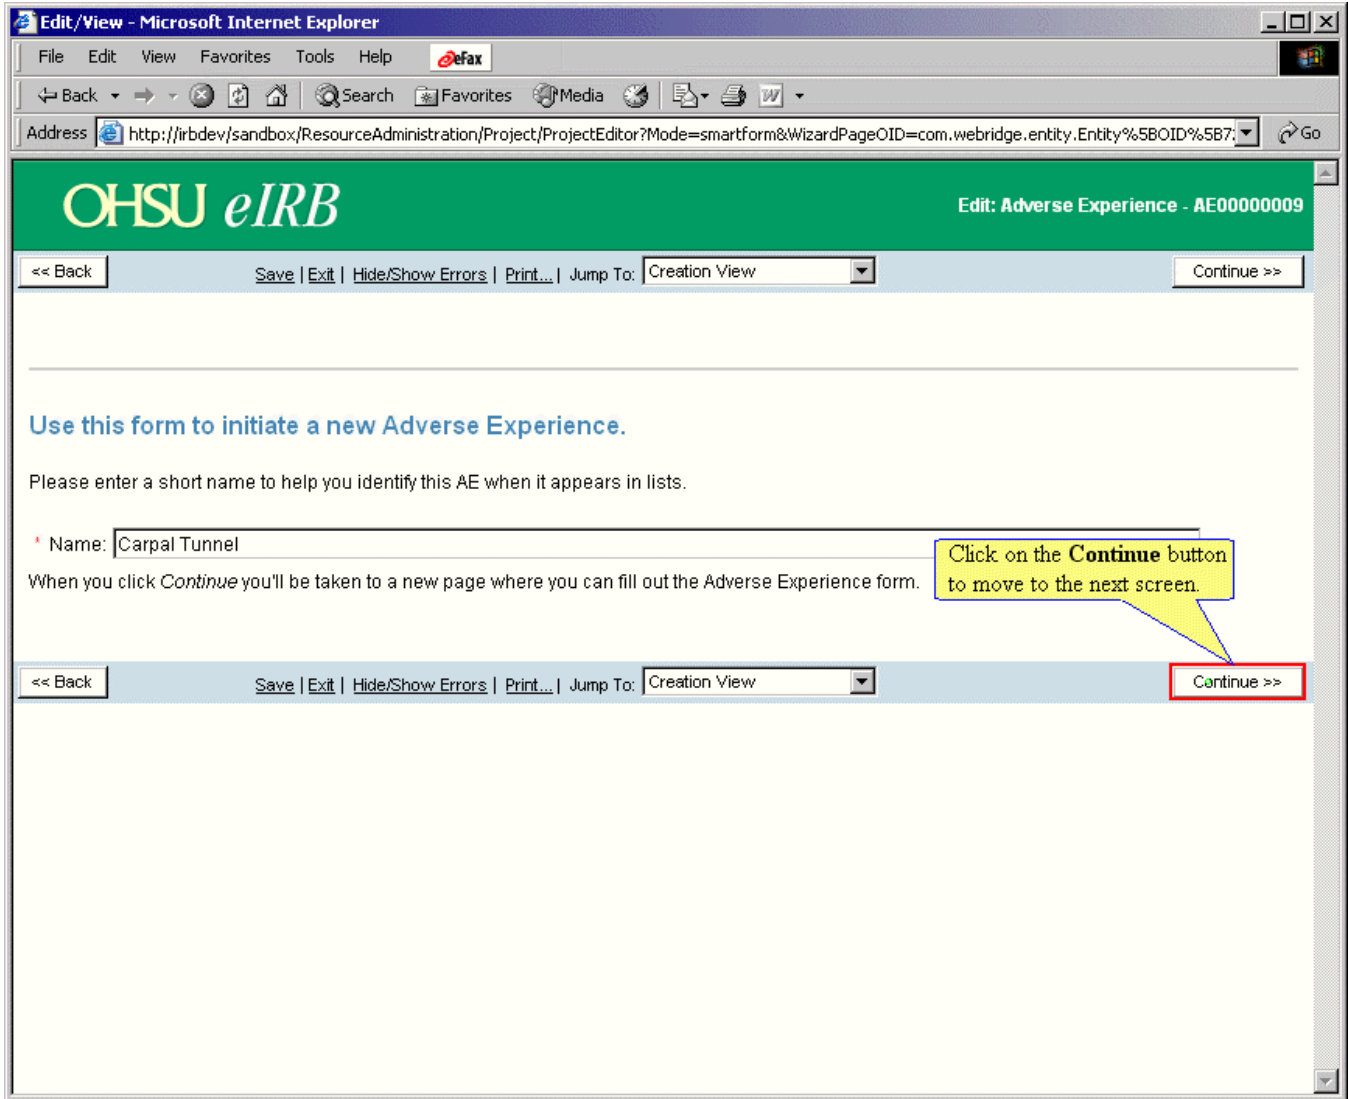 Edit/View - Microsoft Internet Explorer
File Edit View Favorites Tools Help eFax
Back Search Favorites Media
Address http://irbdev/sandbox/ResourceAdministration/Project/ProjectEditor?Mode=smartform&WizardPageOID=com.webridge.entity.Entity%5BOID%5B7: Go
OHSU eIRB
Edit: Adverse Experience - AE00000009
<< Back Save | Exit | Hide/Show Errors | Print... | Jump To: Creation View Continue >>
Use this form to initiate a new Adverse Experience.
Please enter a short name to help you identify this AE when it appears in lists.
* Name: Carpal Tunnel
Click on the Continue button
to move to the next screen.
When you click Continue you'll be taken to a new page where you can fill out the Adverse Experience form.
<< Back Save | Exit | Hide/Show Errors | Print... | Jump To: Creation View Continue >>